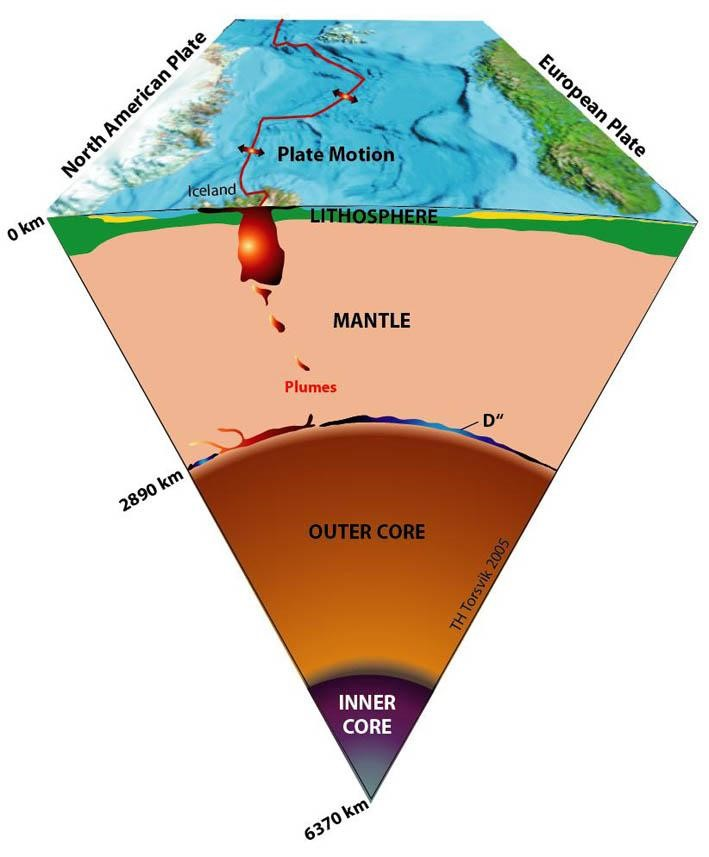 North American Plate
European Plate
Plate Motion
Iceland
0 km
LITHOSPHERE
MANTLE
Plumes
D“
2890 km
OUTER CORE
TH Torsvik 2005
INNER
CORE
6370 km